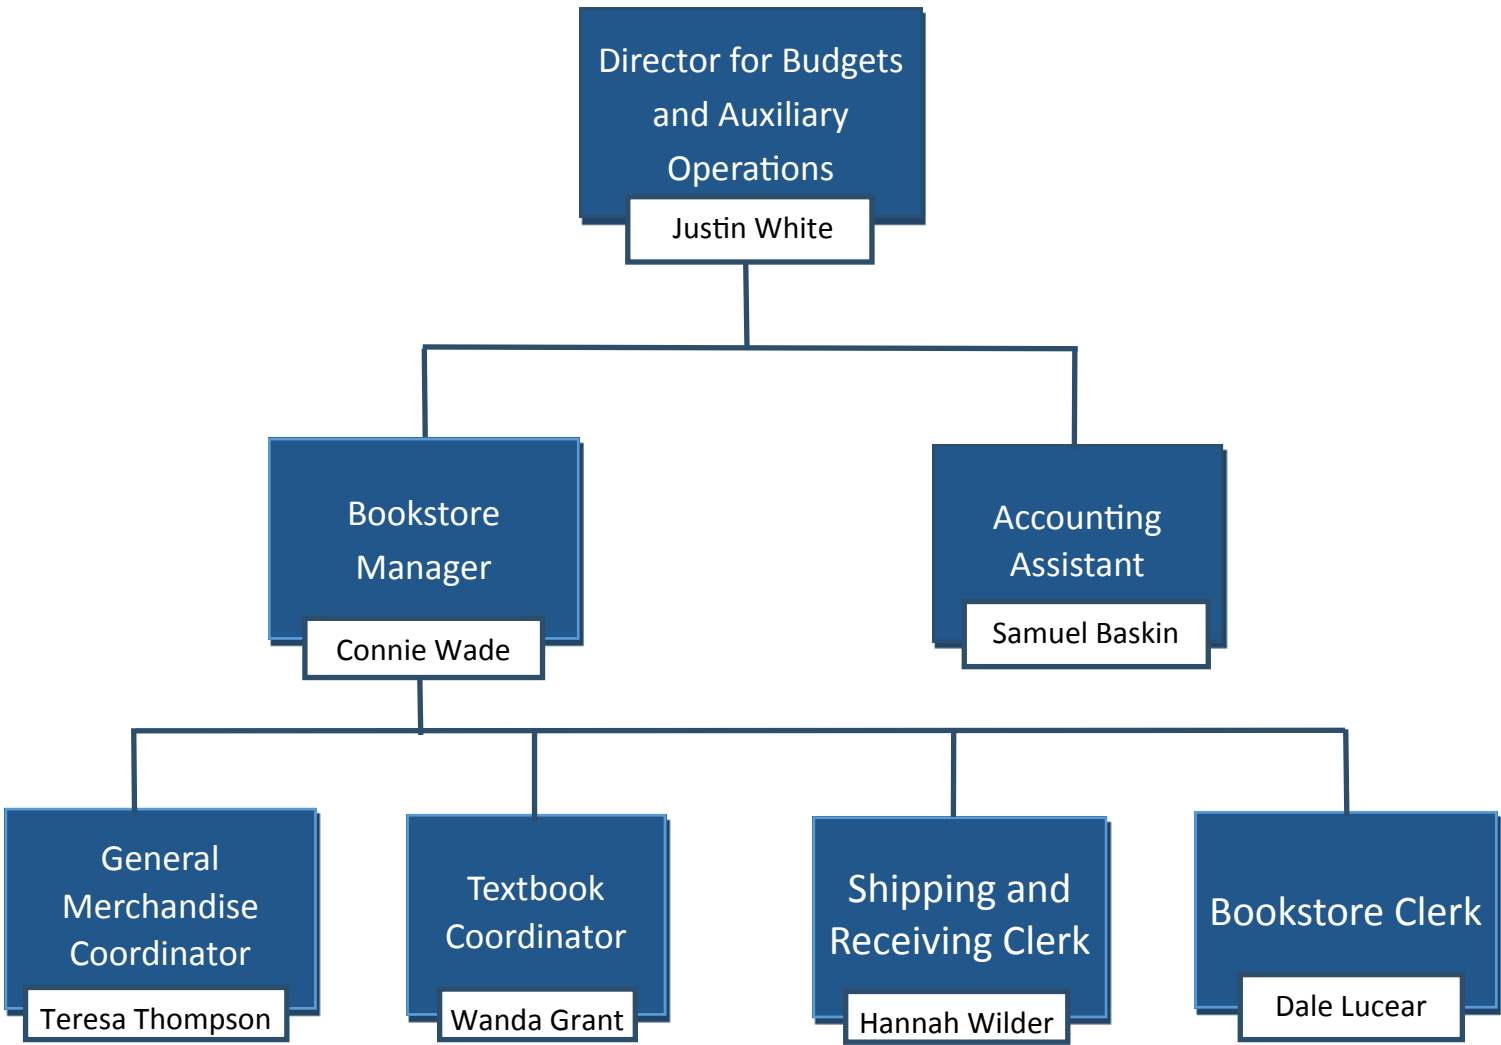 Director for Budgets
and Auxiliary
Operations
Justin White
Bookstore
Manager
Connie Wade
Accounting
Assistant
Samuel Baskin
General
Merchandise
Coordinator
Teresa Thompson
Textbook
Coordinator
Wanda Grant
Shipping and
Receiving Clerk
Hannah Wilder
Bookstore Clerk
Dale Lucear